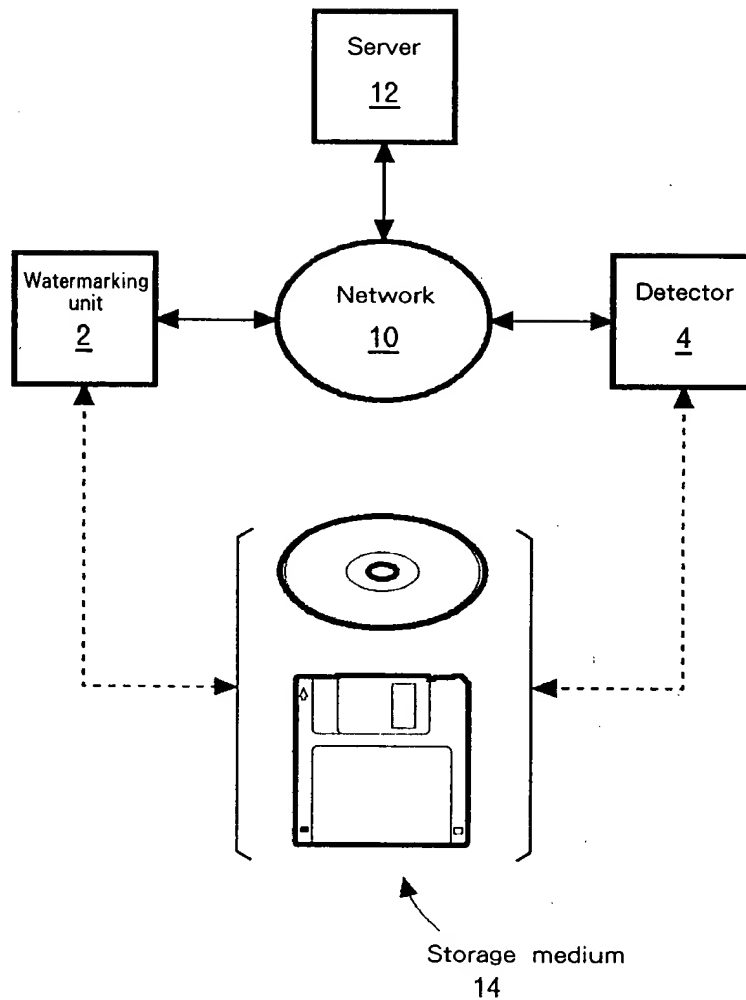 Server
12
Watermarking
unit
2
Network
10
Detector
4
Storage medium
14